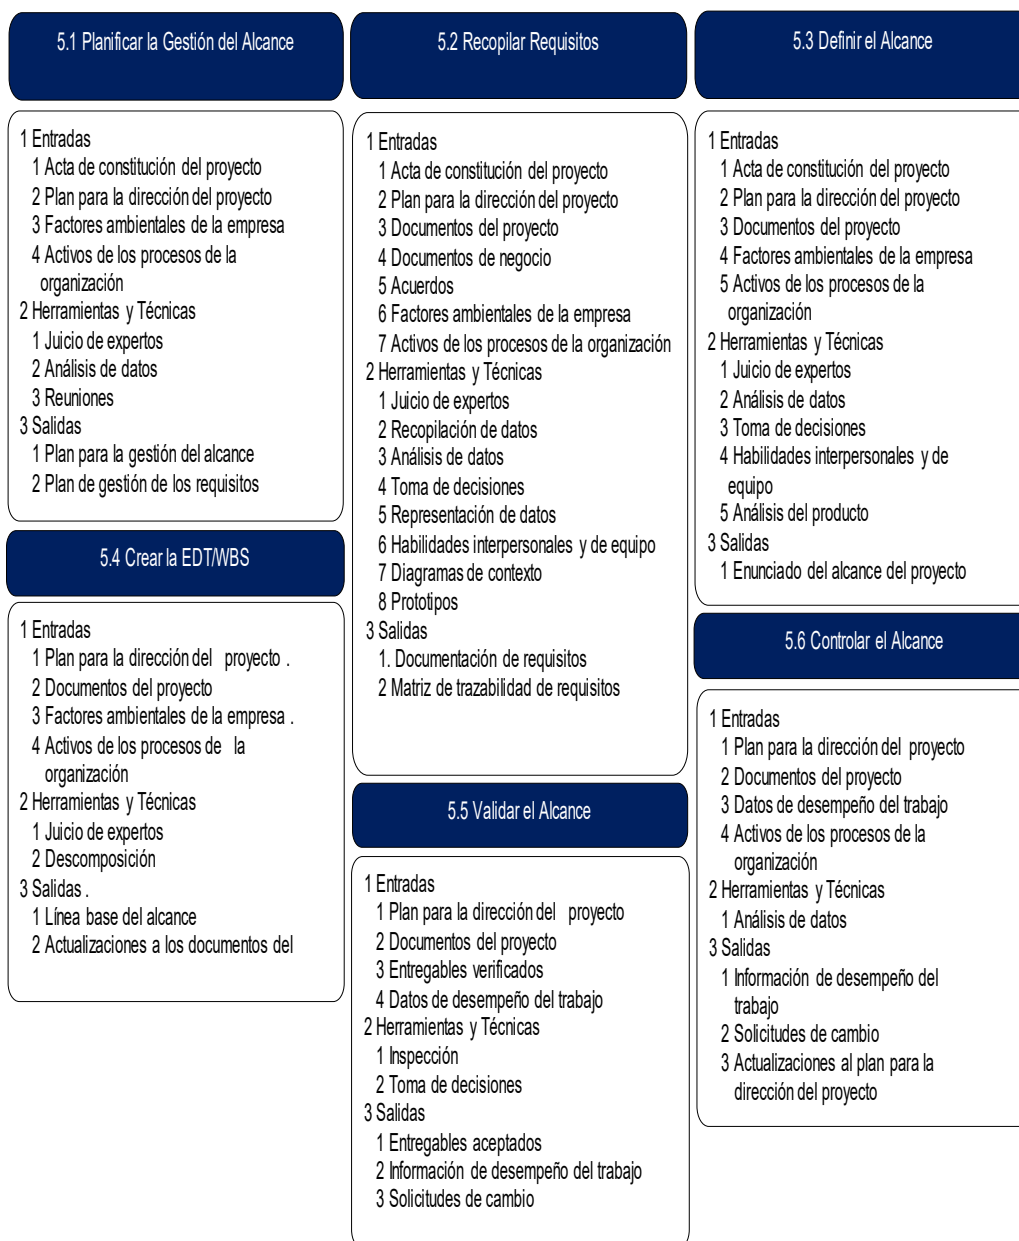 5.1 Planificar la Gestión del Alcance
1 Entradas
1 Acta de constitución del proyecto
2 Plan para la dirección del proyecto
3 Factores ambientales de la empresa
4 Activos de los procesos de la
organización
2 Herramientas y Técnicas
1 Juicio de expertos
2 Análisis de datos
3 Reuniones
3 Salidas
1 Plan para la gestión del alcance
2 Plan de gestión de los requisitos
5.4 Crear la EDT/WBS
1 Entradas
1 Plan para la dirección del proyecto .
2 Documentos del proyecto
3 Factores ambientales de la empresa .
4 Activos de los procesos de la
organización
2 Herramientas y Técnicas
1 Juicio de expertos
2 Descomposición
3 Salidas .
1 Línea base del alcance
2 Actualizaciones a los documentos del
5.2 Recopilar Requisitos
1 Entradas
1 Acta de constitución del proyecto
2 Plan para la dirección del proyecto
3 Documentos del proyecto
4 Documentos de negocio
5 Acuerdos
6 Factores ambientales de la empresa
7 Activos de los procesos de la organización
2 Herramientas y Técnicas
1 Juicio de expertos
2 Recopilación de datos
3 Análisis de datos
4 Toma de decisiones
5 Representación de datos
6 Habilidades interpersonales y de equipo
7 Diagramas de contexto
8 Prototipos
3 Salidas
1. Documentación de requisitos
2 Matriz de trazabilidad de requisitos
5.5 Validar el Alcance
1 Entradas
1 Plan para la dirección del proyecto
2 Documentos del proyecto
3 Entregables verificados
4 Datos de desempeño del trabajo
2 Herramientas y Técnicas
1 Inspección
2 Toma de decisiones
3 Salidas
1 Entregables aceptados
2 Información de desempeño del trabajo
3 Solicitudes de cambio
5.3 Definir el Alcance
1 Entradas
1 Acta de constitución del proyecto
2 Plan para la dirección del proyecto
3 Documentos del proyecto
4 Factores ambientales de la empresa
5 Activos de los procesos de la
organización
2 Herramientas y Técnicas
1 Juicio de expertos
2 Análisis de datos
3 Toma de decisiones
4 Habilidades interpersonales y de
equipo
5 Análisis del producto
3 Salidas
1 Enunciado del alcance del proyecto
5.6 Controlar el Alcance
1 Entradas
1 Plan para la dirección del proyecto
2 Documentos del proyecto
3 Datos de desempeño del trabajo
4 Activos de los procesos de la
organización
2 Herramientas y Técnicas
1 Análisis de datos
3 Salidas
1 Información de desempeño del
trabajo
2 Solicitudes de cambio
3 Actualizaciones al plan para la
dirección del proyecto